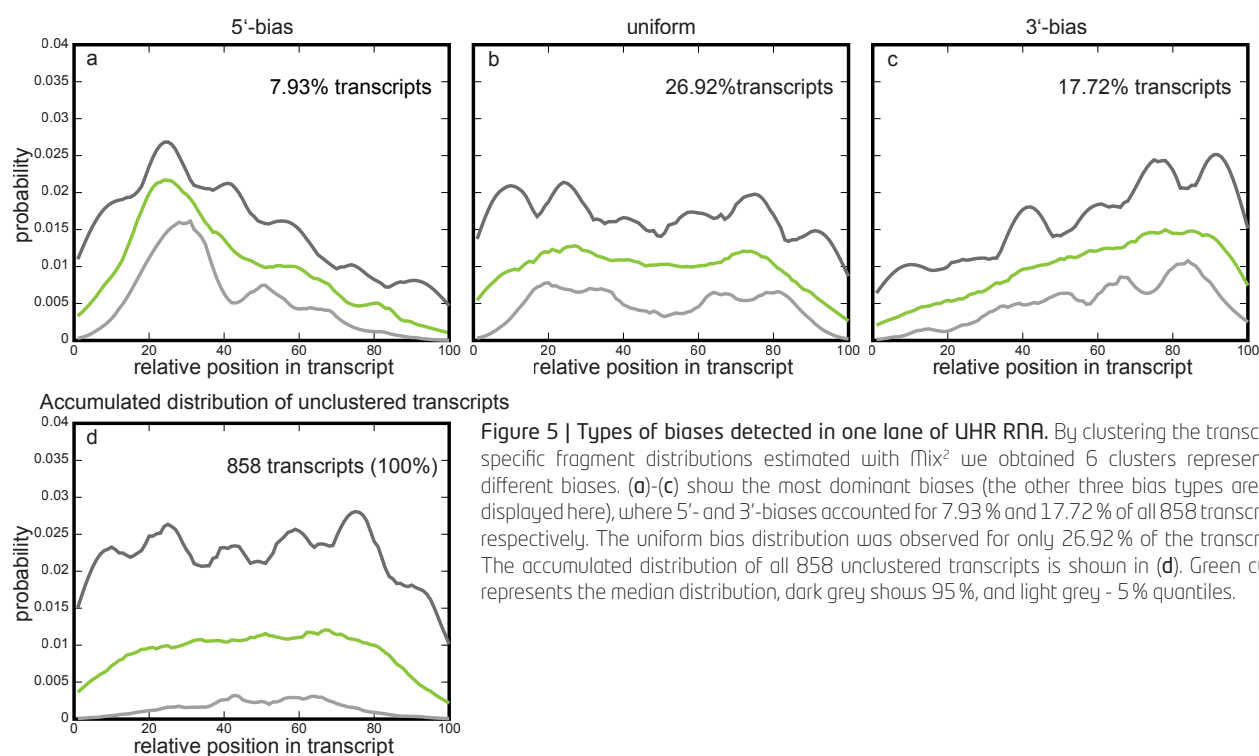 5‘-bias
uniform
3‘-bias
0.04
0.035
0.03
0.025
0.02
0.015
0.01
0.005
0
probability
a
7.93% transcripts
0 20 40 60 80 100
relative position in transcript
b
26.92%transcripts
0 20 40 60 80 100
relative position in transcript
c
17.72% transcripts
0 20 40 60 80 100
relative position in transcript
Accumulated distribution of unclustered transcripts
0.04
0.035
0.03
0.025
0.02
0.015
0.01
0.005
0
probability
d
858 transcripts (100%)
0 20 40 60 80 100
relative position in transcript
Figure 5 | Types of biases detected in one lane of UHR RNA. By clustering the transc
specific fragment distributions estimated with Mix² we obtained 6 clusters represen
different biases. (a)-(c) show the most dominant biases (the other three bias types are
displayed here), where 5'- and 3'-biases accounted for 7.93 % and 17.72 % of all 858 transcr
respectively. The uniform bias distribution was observed for only 26.92 % of the transcr
The accumulated distribution of all 858 unclustered transcripts is shown in (d). Green cu
represents the median distribution, dark grey shows 95 %, and light grey - 5 % quantiles.